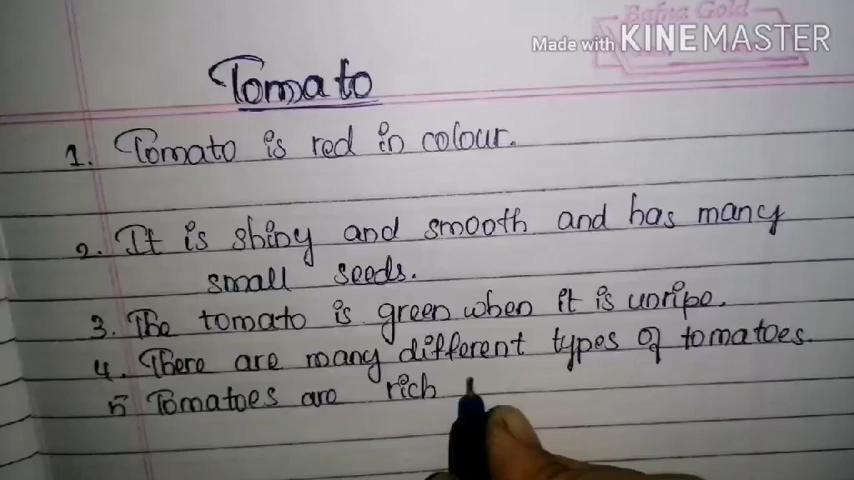 Bafna Gold
Made with KINEMASTER
Tomato
1. Tomato is red in colour.
2. It is shiny and smooth and has many
small seeds.
3. The tomato is green when it is unripe.
4. There are many different types of tomatoes.
5 Tomatoes are rich